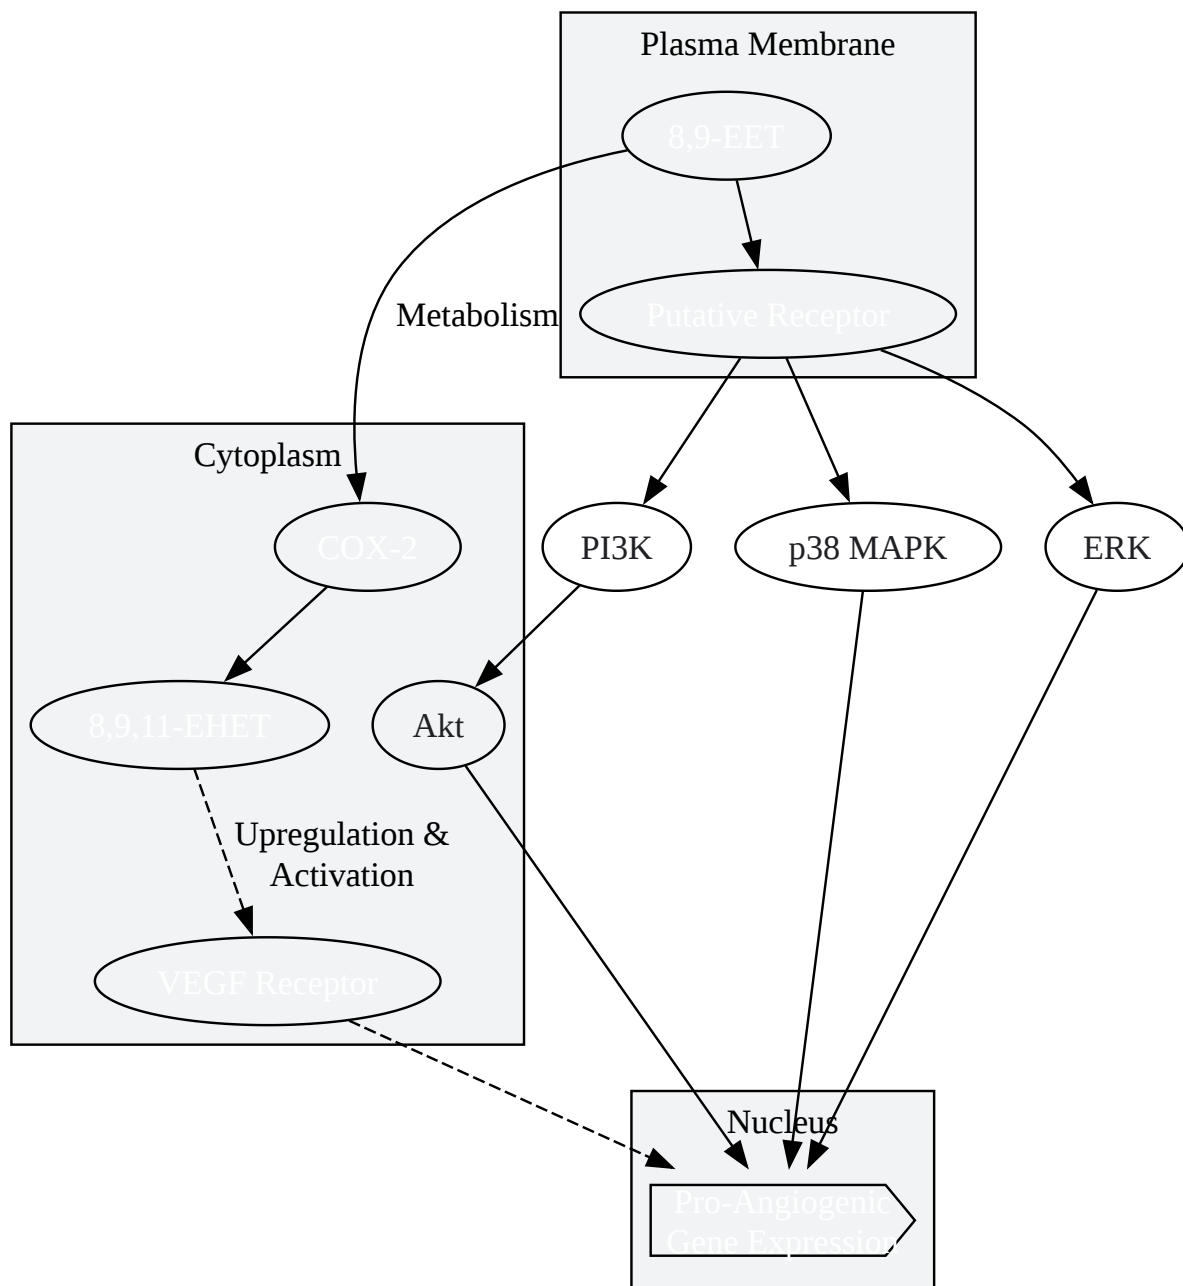 Plasma Membrane
8,9-EET
Metabolism
Putative Receptor
Cytoplasm
COX-2
PI3K
p38 MAPK
ERK
8,9,11-EHET
Akt
Upregulation &
Activation
VEGF Receptor
Nucleus
Pro-Angiogenic
Gene Expression